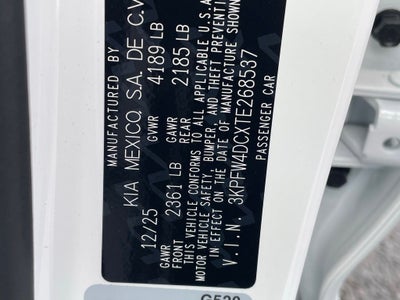 MANUFACTURED BY
KIA MEXICO, S.A. DE C.V.
12/25 GVWR 4189 LB
GAWR FRONT 2361 LB GAWR REAR 2185 LB
THIS VEHICLE CONFORMS TO ALL APPLICABLE U.S.A
MOTOR VEHICLE SAFETY, BUMPER, AND THEFT PREVENTION
IN EFFECT ON THE DATE OF MANUFACTURE SHOWN
V.I.N. 3KPFW4DCXTE268537
PASSENGER CAR
G520